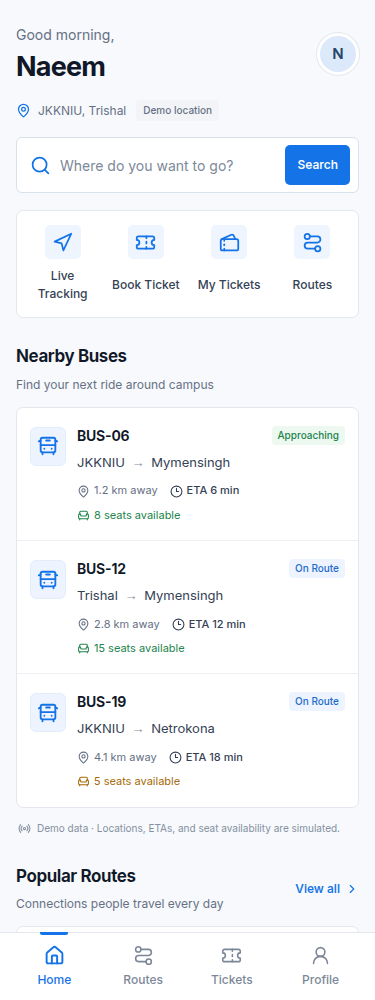 Good morning,
Naeem
N
JKKNIU, Trishal Demo location
Where do you want to go? Search
Live Tracking
Book Ticket
My Tickets
Routes
Nearby Buses
Find your next ride around campus
BUS-06 Approaching
JKKNIU → Mymensingh
1.2 km away ETA 6 min
8 seats available
BUS-12 On Route
Trishal → Mymensingh
2.8 km away ETA 12 min
15 seats available
BUS-19 On Route
JKKNIU → Netrokona
4.1 km away ETA 18 min
5 seats available
Demo data · Locations, ETAs, and seat availability are simulated.
Popular Routes
View all
Connections people travel every day
Home Routes Tickets Profile